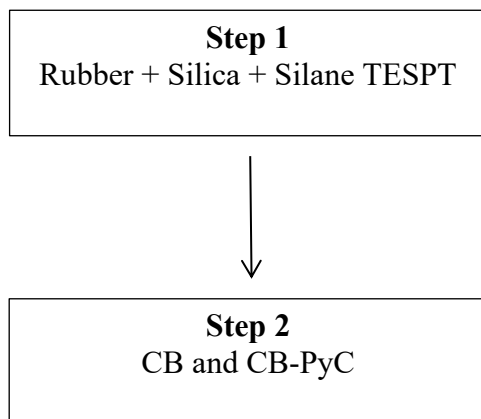 Step 1
Rubber + Silica + Silane TESPT
Step 2
CB and CB-PyC